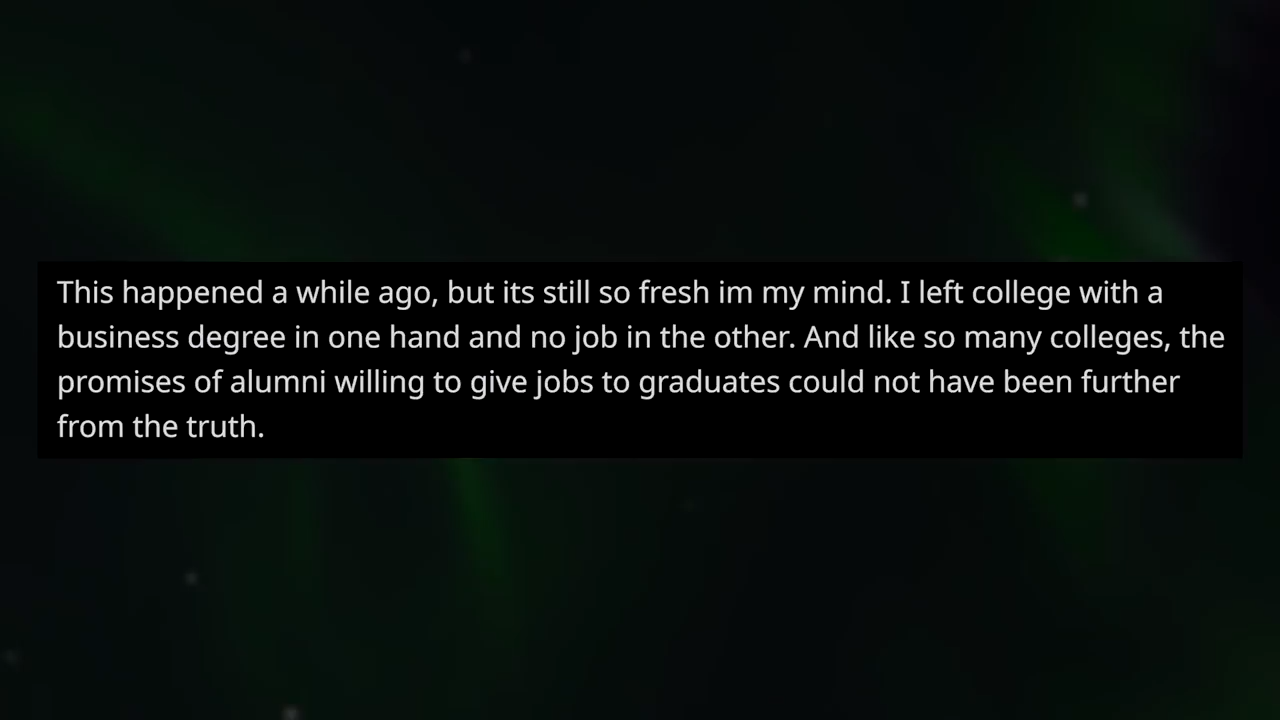 This happened a while ago, but its still so fresh im my mind. I left college with a
business degree in one hand and no job in the other. And like so many colleges, the
promises of alumni willing to give jobs to graduates could not have been further
from the truth.